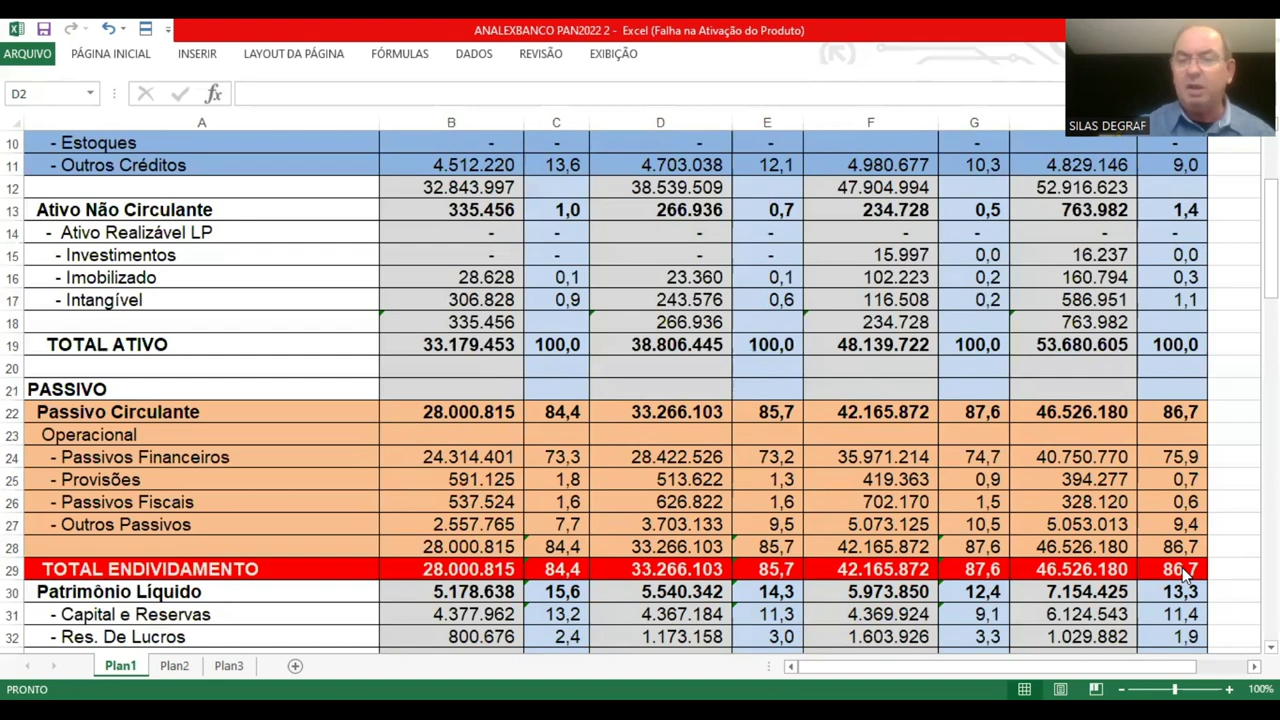 ANALEXBANCO PAN2022 2 - Excel (Falha na Ativação do Produto)
ARQUIVO PÁGINA INICIAL INSERIR LAYOUT DA PÁGINA FÓRMULAS DADOS REVISÃO EXIBIÇÃO
D2 fx
SILAS DEGRAF
A B C D E F G
10 - Estoques - - - - - - - -
11 - Outros Créditos 4.512.220 13,6 4.703.038 12,1 4.980.677 10,3 4.829.146 9,0
12 32.843.997 38.539.509 47.904.994 52.916.623
13 Ativo Não Circulante 335.456 1,0 266.936 0,7 234.728 0,5 763.982 1,4
14 - Ativo Realizável LP - - - - - - - -
15 - Investimentos - - - - 15.997 0,0 16.237 0,0
16 - Imobilizado 28.628 0,1 23.360 0,1 102.223 0,2 160.794 0,3
17 - Intangível 306.828 0,9 243.576 0,6 116.508 0,2 586.951 1,1
18 335.456 266.936 234.728 763.982
19 TOTAL ATIVO 33.179.453 100,0 38.806.445 100,0 48.139.722 100,0 53.680.605 100,0
20
21 PASSIVO
22 Passivo Circulante 28.000.815 84,4 33.266.103 85,7 42.165.872 87,6 46.526.180 86,7
23 Operacional
24 - Passivos Financeiros 24.314.401 73,3 28.422.526 73,2 35.971.214 74,7 40.750.770 75,9
25 - Provisões 591.125 1,8 513.622 1,3 419.363 0,9 394.277 0,7
26 - Passivos Fiscais 537.524 1,6 626.822 1,6 702.170 1,5 328.120 0,6
27 - Outros Passivos 2.557.765 7,7 3.703.133 9,5 5.073.125 10,5 5.053.013 9,4
28 28.000.815 84,4 33.266.103 85,7 42.165.872 87,6 46.526.180 86,7
29 TOTAL ENDIVIDAMENTO 28.000.815 84,4 33.266.103 85,7 42.165.872 87,6 46.526.180 86,7
30 Patrimônio Líquido 5.178.638 15,6 5.540.342 14,3 5.973.850 12,4 7.154.425 13,3
31 - Capital e Reservas 4.377.962 13,2 4.367.184 11,3 4.369.924 9,1 6.124.543 11,4
32 - Res. De Lucros 800.676 2,4 1.173.158 3,0 1.603.926 3,3 1.029.882 1,9
Plan1 Plan2 Plan3
PRONTO 100%